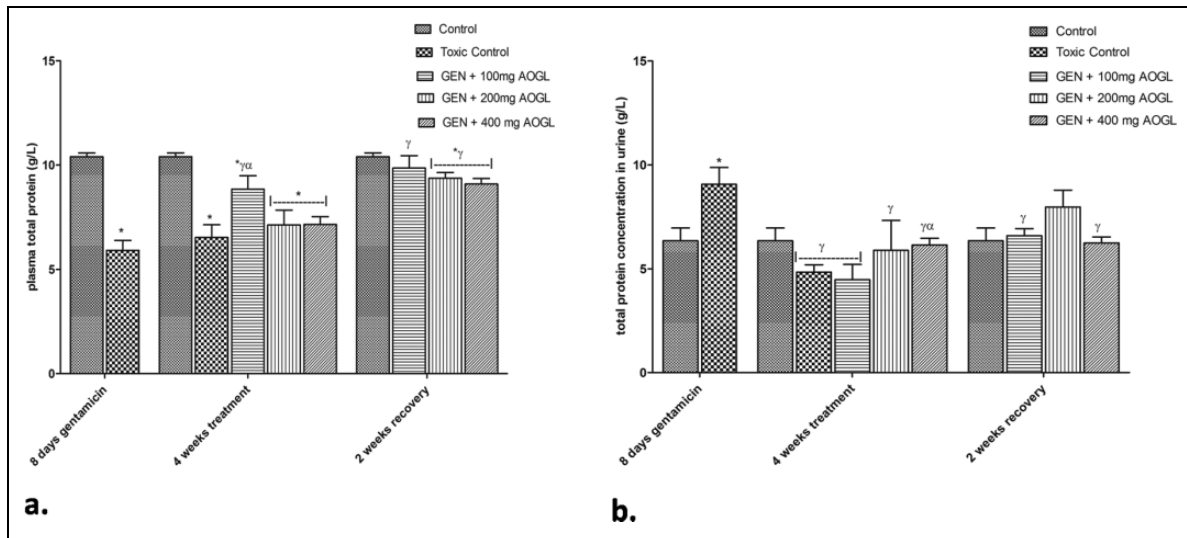 Control
Toxic Control
GEN + 100mg AOGL
GEN + 200mg AOGL
GEN + 400 mg AOGL
plasma total protein (g/L)
15
10
5
0
*
*
*γα
*
γ
*γ
8 days gentamicin
4 weeks treatment
2 weeks recovery
a.
Control
Toxic Control
GEN + 100mg AOGL
GEN + 200mg AOGL
GEN + 400 mg AOGL
total protein concentration in urine (g/L)
15
10
5
0
*
γ
γ
γα
γ
γ
8 days gentamicin
4 weeks treatment
2 weeks recovery
b.